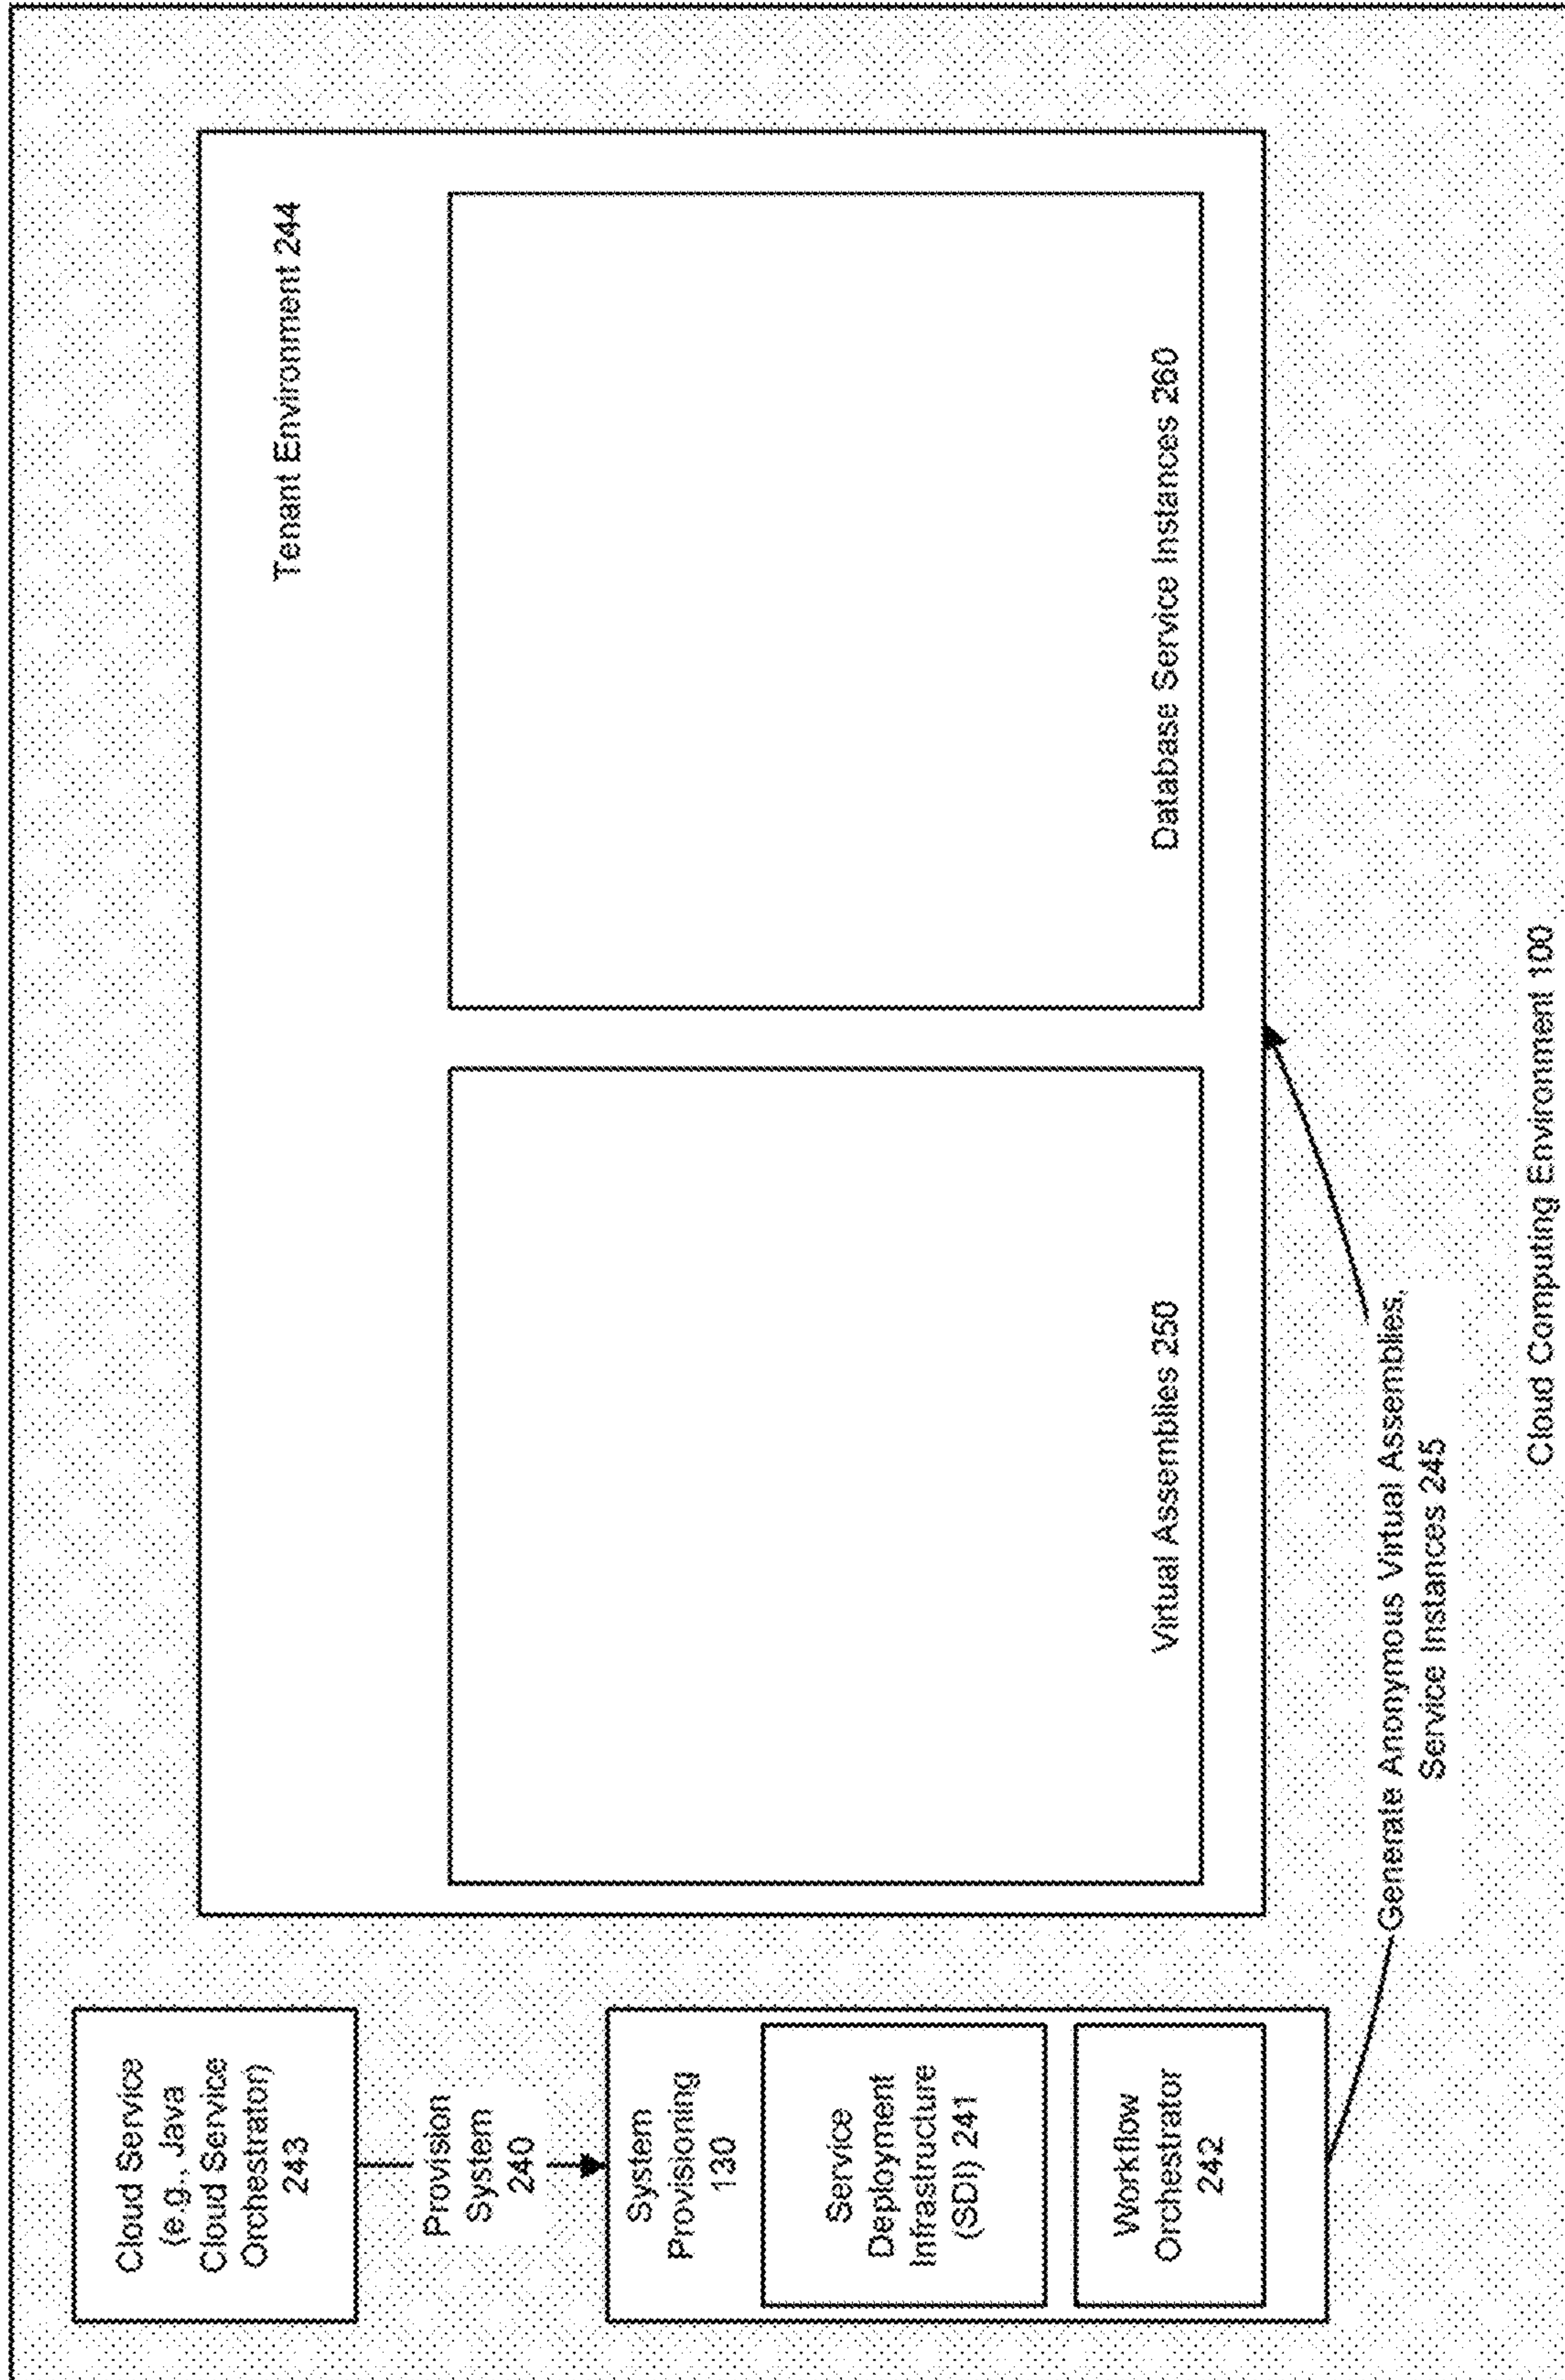 Cloud Service
(e.g., Java
Cloud Service
Orchestrator)
243
Provision
System
240
System
Provisioning
130
Service
Deployment
Infrastructure
(SDI) 241
Workflow
Orchestrator
242
Tenant Environment 244
Virtual Assemblies 250
Database Service Instances 260
Generate Anonymous Virtual Assemblies,
Service Instances 245
Cloud Computing Environment 100